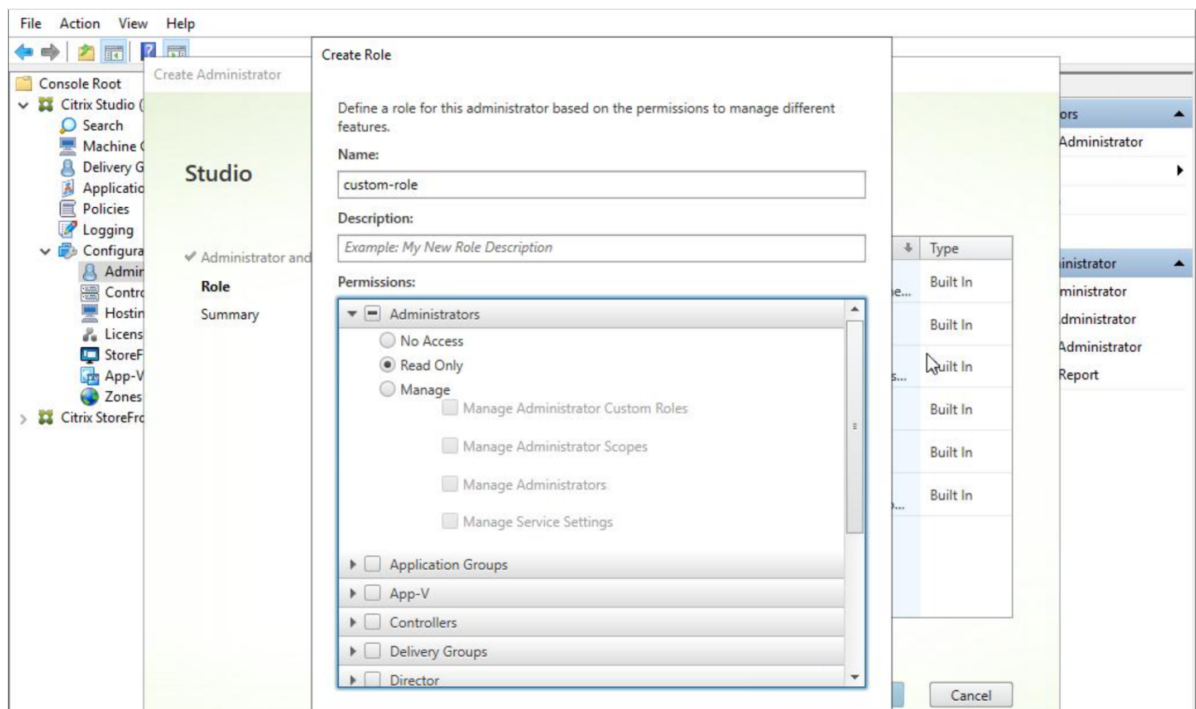 File Action View Help
Create Role
Create Administrator
Console Root
Citrix Studio (
Search
Machine
Delivery G
Applicatio
Policies
Logging
Configura
Admin
Contro
Hostin
Licens
StoreF
App-V
Zones
Citrix StoreFro
Studio
Administrator and
Role
Summary
Define a role for this administrator based on the permissions to manage different
features.
Name:
custom-role
Description:
Example: My New Role Description
Permissions:
Administrators
No Access
Read Only
Manage
Manage Administrator Custom Roles
Manage Administrator Scopes
Manage Administrators
Manage Service Settings
Application Groups
App-V
Controllers
Delivery Groups
Director
Type
Built In
Built In
Built In
Built In
Built In
Built In
Cancel
ors
Administrator
inistrator
ministrator
dministrator
Administrator
Report